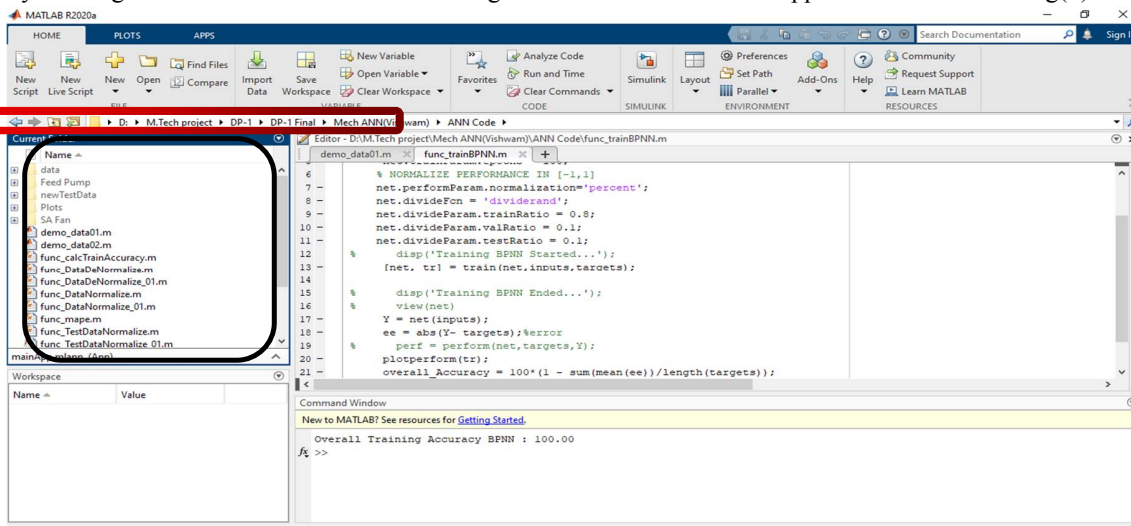 MATLAB R2020a
HOME PLOTS APPS Search Documentation Sign I
New Script New Live Script New Open Find Files Compare Import Data Save Workspace New Variable Open Variable Clear Workspace Favorites Analyze Code Run and Time Clear Commands Simulink Layout Preferences Set Path Parallel Add-Ons Help Community Request Support Learn MATLAB
VARIABLE CODE SIMULINK ENVIRONMENT RESOURCES
D: M.Tech project DP-1 DP-1 Final Mech ANN(Vishwam) ANN Code
Editor - D:\M.Tech project\Mech ANN(Vishwam)\ANN Code\func_trainBPNN.m
demo_data01.m func_trainBPNN.m +
Name
data
Feed Pump
newTestData
Plots
SA Fan
demo_data01.m
demo_data02.m
func_calcTrainAccuracy.m
func_DataDeNormalize.m
func_DataDeNormalize_01.m
func_DataNormalize.m
func_DataNormalize_01.m
func_mape.m
func_TestDataNormalize.m
func_TestDataNormalize_01.m
(App)
Workspace
Name Value
6 % NORMALIZE PERFORMANCE IN [-1,1]
7 - net.performParam.normalization='percent';
8 - net.divideFcn = 'dividerand';
9 - net.divideParam.trainRatio = 0.8;
10 - net.divideParam.valRatio = 0.1;
11 - net.divideParam.testRatio = 0.1;
12 % disp('Training BPNN Started...');
13 - [net, tr] = train(net,inputs,targets);
14
15 % disp('Training BPNN Ended...');
16 % view(net)
17 - Y = net(inputs);
18 - ee = abs(Y- targets);%error
19 % perf = perform(net,targets,Y);
20 - plotperform(tr);
21 - overall_Accuracy = 100*(1 - sum(mean(ee))/length(targets));
Command Window
New to MATLAB? See resources for Getting Started.
Overall Training Accuracy BPNN : 100.00
fx >>